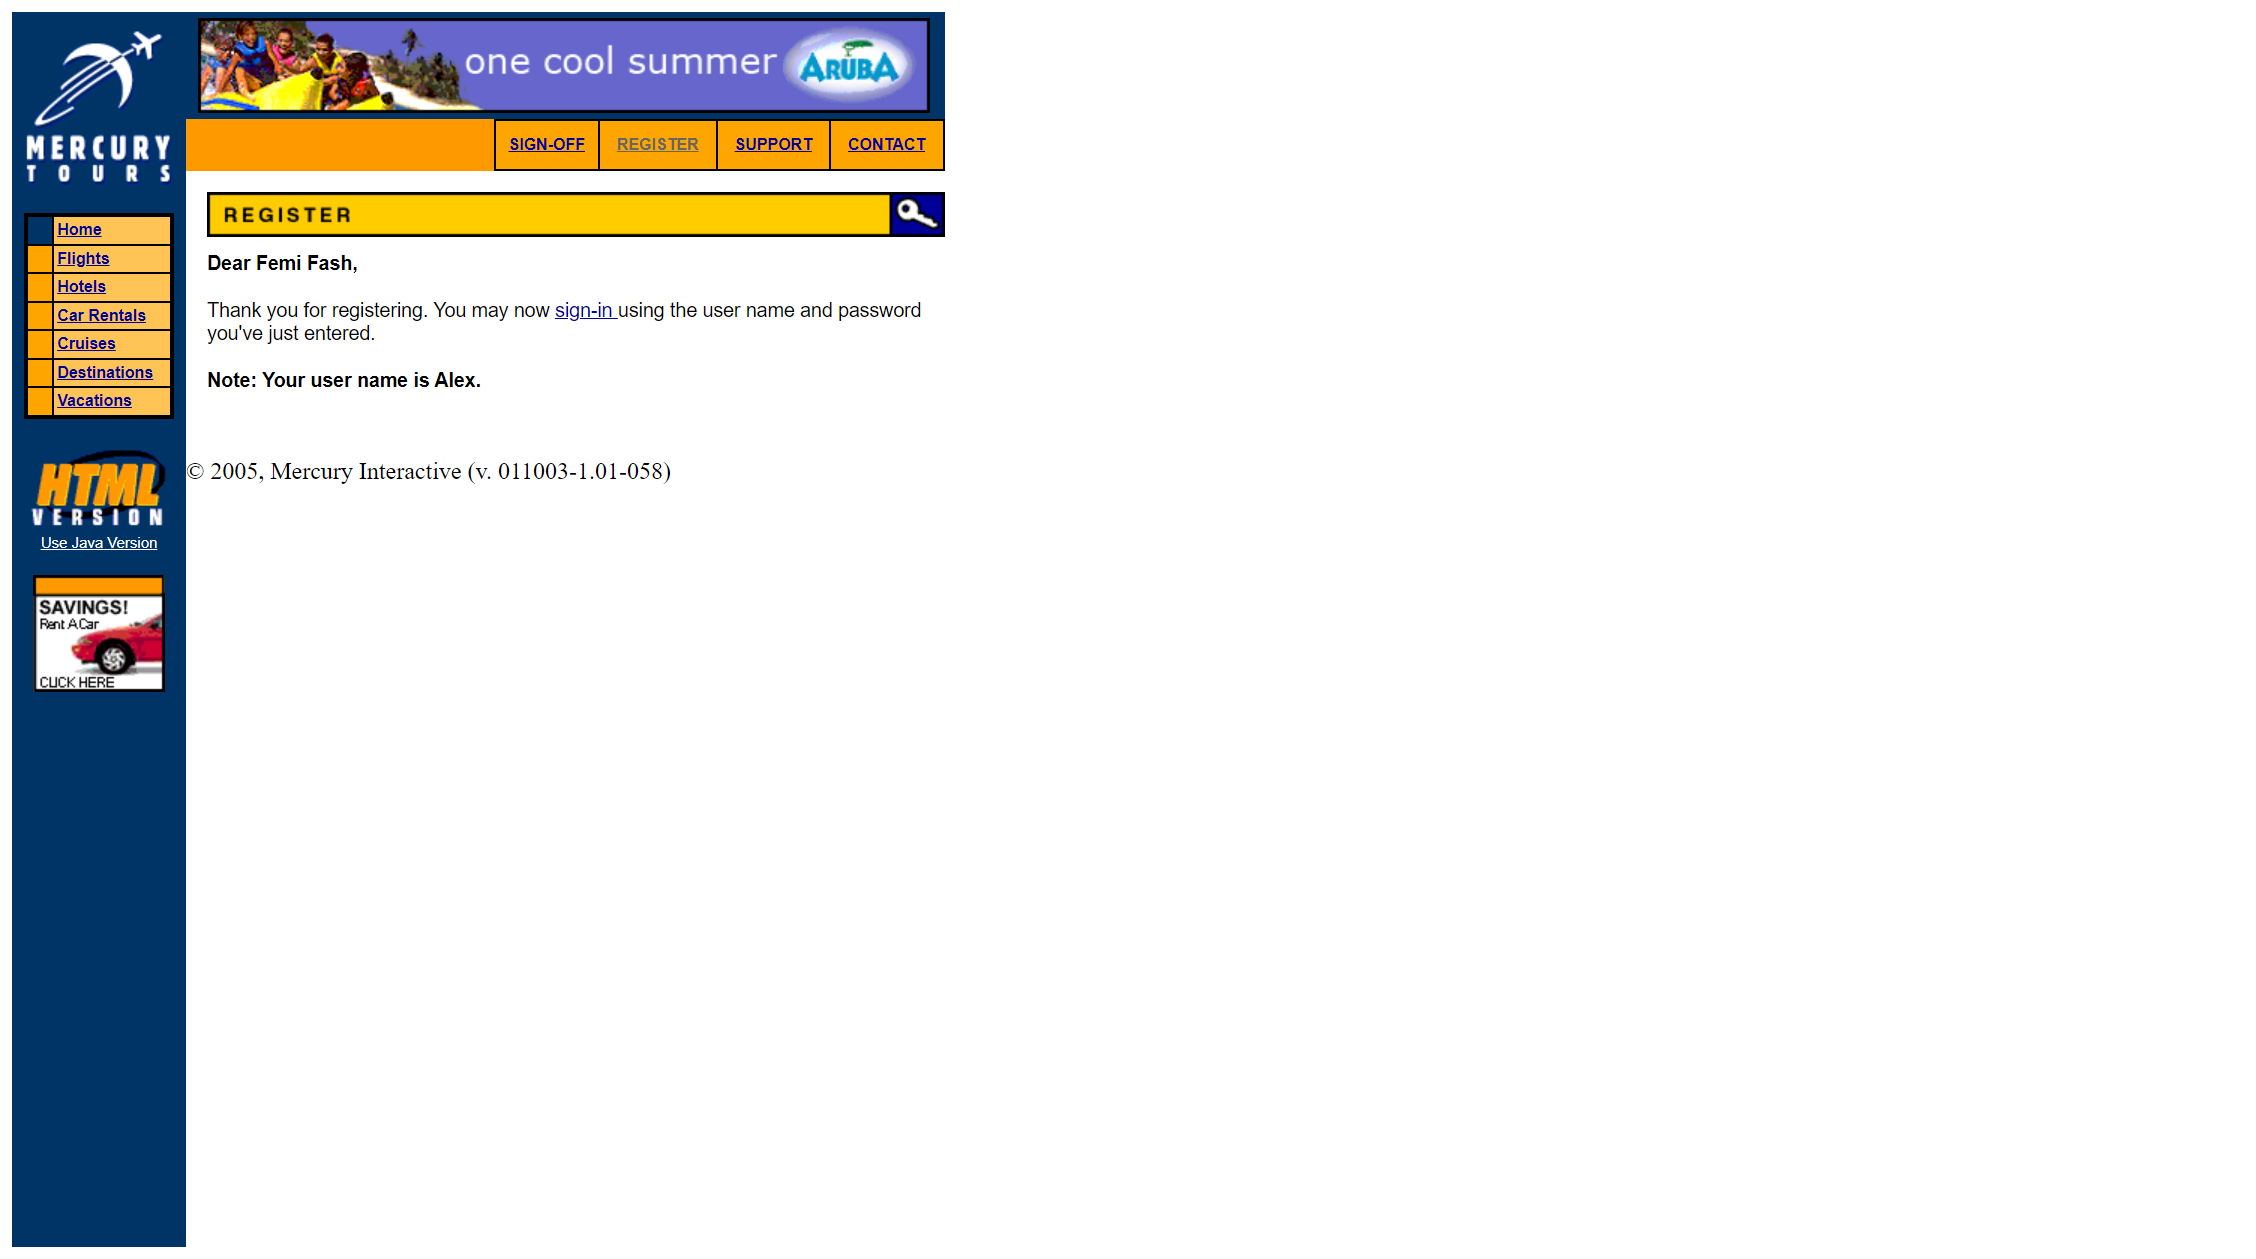 MERCURY
TOURS
one cool summer
ARUBA
SIGN-OFF
REGISTER
SUPPORT
CONTACT
Home
Flights
Hotels
Car Rentals
Cruises
Destinations
Vacations
HTML
VERSION
Use Java Version
SAVINGS!
Rent A Car
CLICK HERE
REGISTER
Dear Femi Fash,
Thank you for registering. You may now sign-in using the user name and password
you've just entered.
Note: Your user name is Alex.
© 2005, Mercury Interactive (v. 011003-1.01-058)